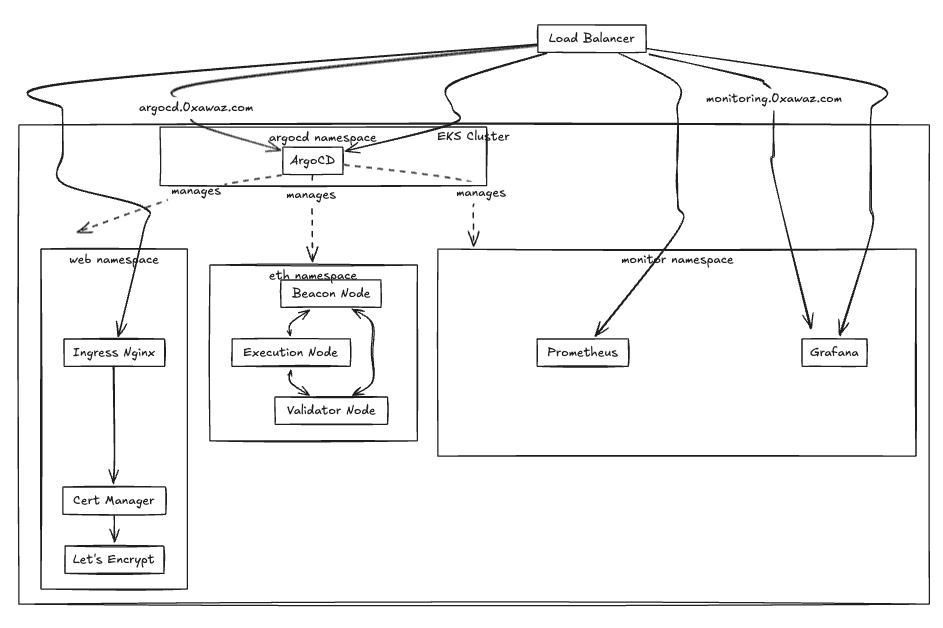 Load Balancer
argocd.0xawaz.com
monitoring.0xawaz.com
argocd namespace
EKS Cluster
ArgoCD
manages
manages
manages
web namespace
eth namespace
monitor namespace
Beacon Node
Ingress Nginx
Execution Node
Prometheus
Grafana
Validator Node
Cert Manager
Let's Encrypt